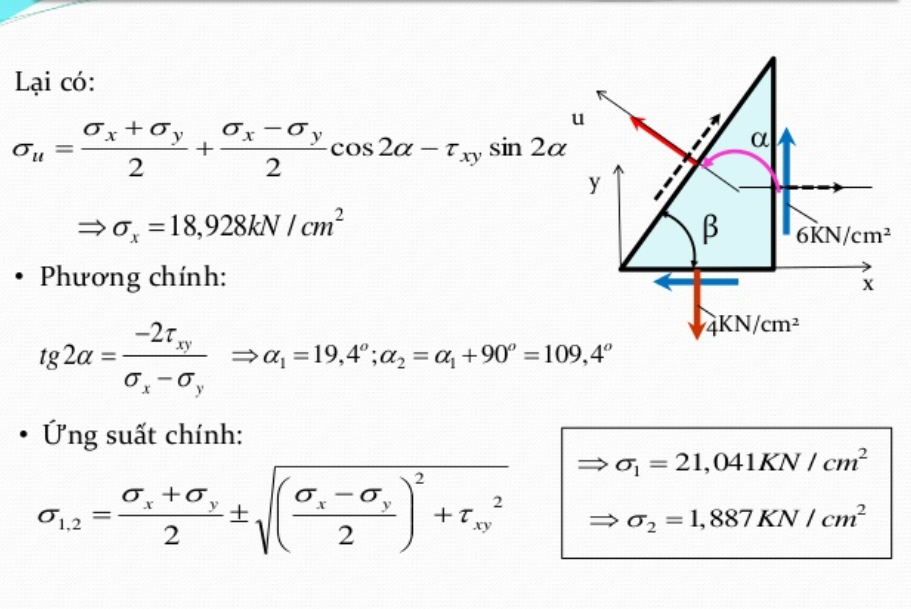 Lại có:
σ_u = (σ_x + σ_y)/2 + (σ_x − σ_y)/2 cos 2α − τ_xy sin 2α
⇒ σ_x = 18,928kN / cm²
• Phương chính:
tg2α = −2τ_xy/(σ_x − σ_y) ⇒ α₁ = 19,4°; α₂ = α₁ + 90° = 109,4°
• Ứng suất chính:
σ_1,2 = (σ_x + σ_y)/2 ± √(((σ_x − σ_y)/2)² + τ_xy²)
⇒ σ₁ = 21,041KN / cm²
⇒ σ₂ = 1,887KN / cm²
u
α
y
β
6KN/cm²
x
4KN/cm²